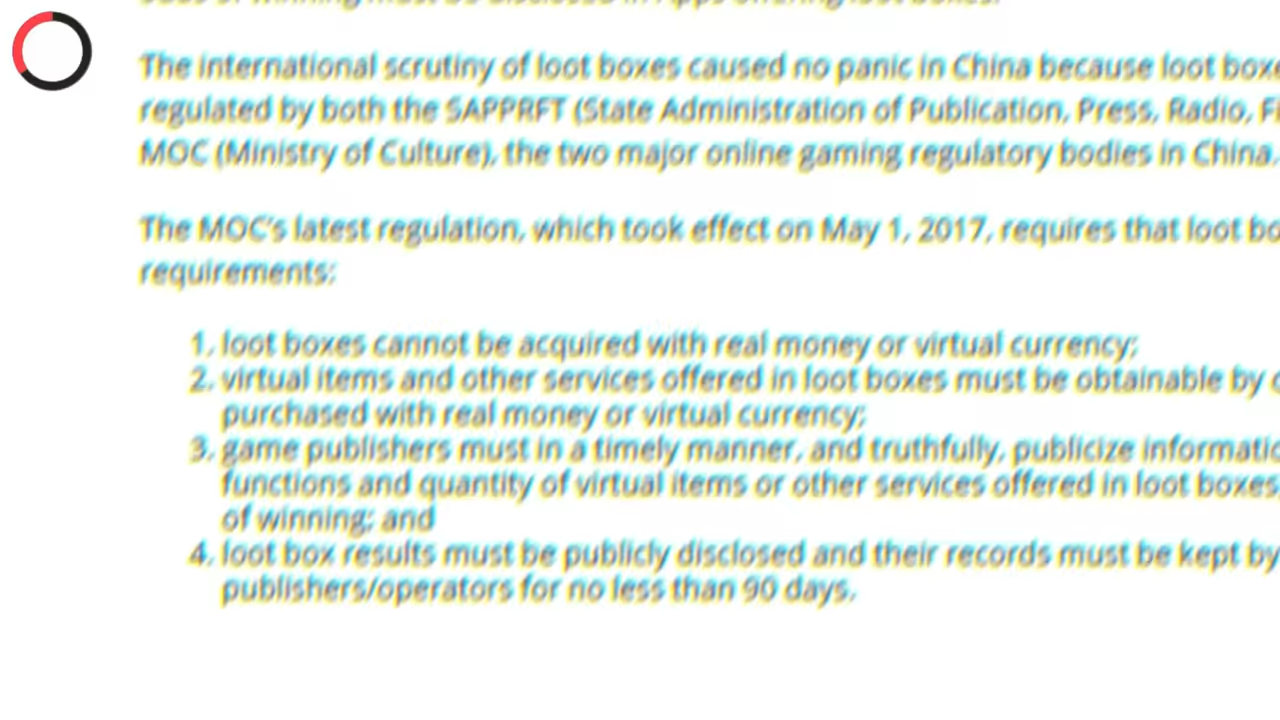 The international scrutiny of loot boxes caused no panic in China because loot
regulated by both the SAPPRFT (State Administration of Publication, Press, Radio,
MOC (Ministry of Culture), the two major online gaming regulatory bodies in China.
The MOC's latest regulation, which took effect on May 1, 2017, requires that loot
requirements:
1. loot boxes cannot be acquired with real money or virtual currency;
2. virtual items and other services offered in loot boxes must be obtainable by
purchased with real money or virtual currency;
3. game publishers must in a timely manner, and truthfully, publicize
functions and quantity of virtual items or other services offered in loot boxes,
of winning; and
4. loot box results must be publicly disclosed and their records must be kept by
publishers/operators for no less than 90 days.